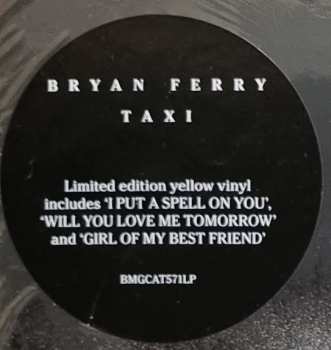 BRYAN FERRY
TAXI
Limited edition yellow vinyl
includes ‘I PUT A SPELL ON YOU’,
‘WILL YOU LOVE ME TOMORROW’
and ‘GIRL OF MY BEST FRIEND’
BMGCAT571LP